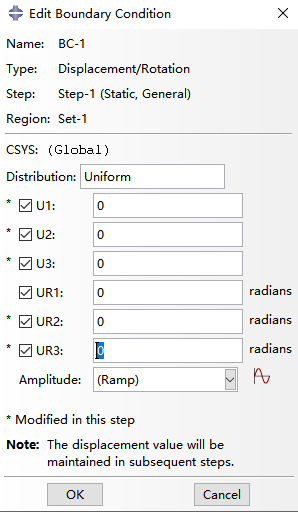 Edit Boundary Condition
Name: BC-1
Type: Displacement/Rotation
Step: Step-1 (Static, General)
Region: Set-1
CSYS: (Global)
Distribution: Uniform
* U1: 0
* U2: 0
* U3: 0
UR1: 0 radians
* UR2: 0 radians
* UR3: 0 radians
Amplitude: (Ramp)
* Modified in this step
Note: The displacement value will be
maintained in subsequent steps.
OK Cancel